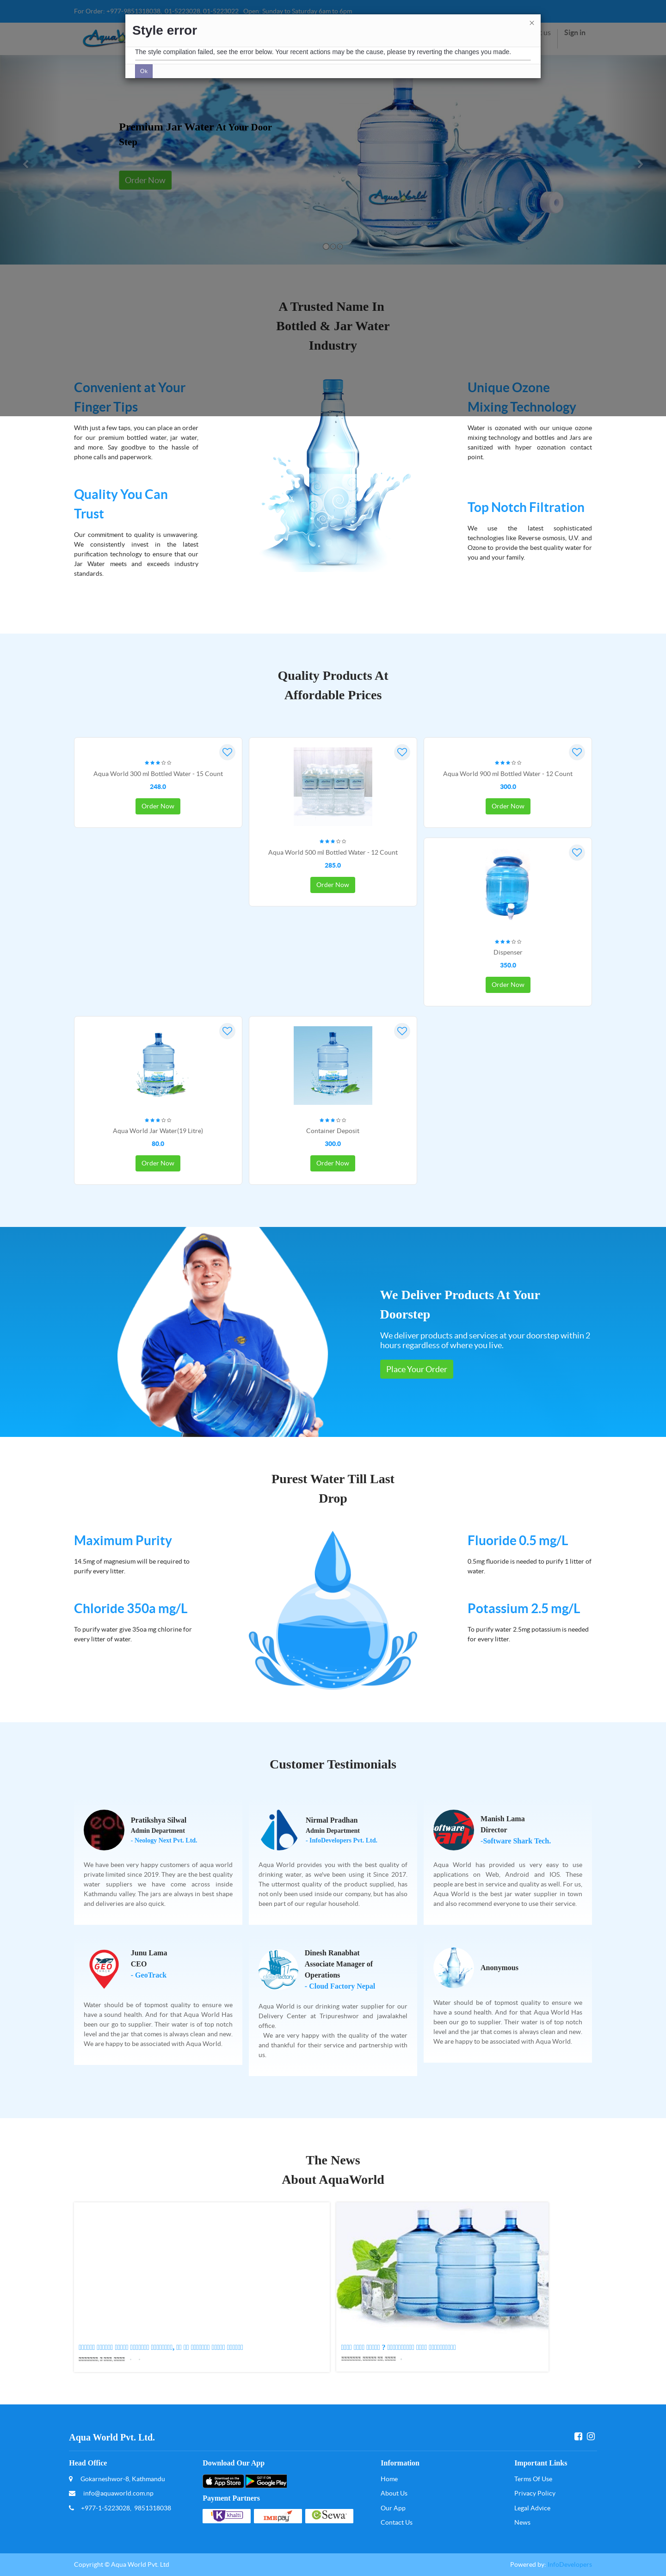 For Order: +977-9851318038, 01-5223028, 01-5223022 Open: Sunday to Saturday 6am to 6pm
Style error
×
The style compilation failed, see the error below. Your recent actions may be the cause, please try reverting the changes you made.
Ok
us
Sign in
Premium Jar Water At Your Door
Step.
Order Now
AquaWorld
A Trusted Name In
Bottled & Jar Water
Industry
Convenient at Your
Finger Tips
With just a few taps, you can place an order
for our premium bottled water, jar water,
and more. Say goodbye to the hassle of
phone calls and paperwork.
Quality You Can
Trust
Our commitment to quality is unwavering.
We consistently invest in the latest
purification technology to ensure that our
Jar Water meets and exceeds industry
standards.
Unique Ozone
Mixing Technology
Water is ozonated with our unique ozone
mixing technology and bottles and Jars are
sanitized with hyper ozonation contact
point.
Top Notch Filtration
We use the latest sophisticated
technologies like Reverse osmosis, U.V. and
Ozone to provide the best quality water for
you and your family.
Quality Products At
Affordable Prices
Aqua World 300 ml Bottled Water - 15 Count
248.0
Order Now
Aqua World 500 ml Bottled Water - 12 Count
285.0
Order Now
Aqua World 900 ml Bottled Water - 12 Count
300.0
Order Now
Dispenser
350.0
Order Now
Aqua World Jar Water(19 Litre)
60.0
Order Now
Container Deposit
300.0
Order Now
We Deliver Products At Your
Doorstep
We deliver products and services at your doorstep within 2
hours regardless of where you live.
Place Your Order
Purest Water Till Last
Drop
Maximum Purity
14.5mg of magnesium will be required to
purify every litter.
Chloride 350a mg/L
To purify water give 35oa mg chlorine for
every litter of water.
Fluoride 0.5 mg/L
0.5mg fluoride is needed to purify 1 litter of
water.
Potassium 2.5 mg/L
To purify water 2.5mg potassium is needed
for every litter.
Customer Testimonials
Pratikshya Silwal
Admin Department
- Neology Next Pvt. Ltd.
We have been very happy customers of aqua world
private limited since 2019. They are the best quality
water suppliers we have come across inside
Kathmandu valley. The jars are always in best shape
and deliveries are also quick.
Nirmal Pradhan
Admin Department
- InfoDevelopers Pvt. Ltd.
Aqua World provides you with the best quality of
drinking water, as we've been using it Since 2017.
The uttermost quality of the product supplied, has
not only been used inside our company, but has also
been part of our regular household.
Manish Lama
Director
-Software Shark Tech.
Aqua World has provided us very easy to use
applications on Web, Android and IOS. These
people are best in service and quality as well. For us,
Aqua World is the best jar water supplier in town
and also recommend everyone to use their service.
Junu Lama
CEO
- GeoTrack
Water should be of topmost quality to ensure we
have a sound health. And for that Aqua World Has
been our go to supplier. Their water is of top notch
level and the jar that comes is always clean and new.
We are happy to be associated with Aqua World.
Dinesh Ranabhat
Associate Manager of
Operations
- Cloud Factory Nepal
Aqua World is our drinking water supplier for our
Delivery Center at Tripureshwor and jawalakhel
office.
We are very happy with the quality of the water
and thankful for their service and partnership with
us.
Anonymous
Water should be of topmost quality to ensure we
have a sound health. And for that Aqua World Has
been our go to supplier. Their water is of top notch
level and the jar that comes is always clean and new.
We are happy to be associated with Aqua World.
The News
About AquaWorld
Aqua World Pvt. Ltd.
Head Office
Gokarneshwor-8, Kathmandu
info@aquaworld.com.np
+977-1-5223028, 9851318038
Download Our App
Download on the App Store
GET IT ON Google Play
Payment Partners
khalti
IME pay
eSewa
Information
Home
About Us
Our App
Contact Us
Important Links
Terms Of Use
Privacy Policy
Legal Advice
News
Copyright © Aqua World Pvt. Ltd
Powered by InfoDevelopers